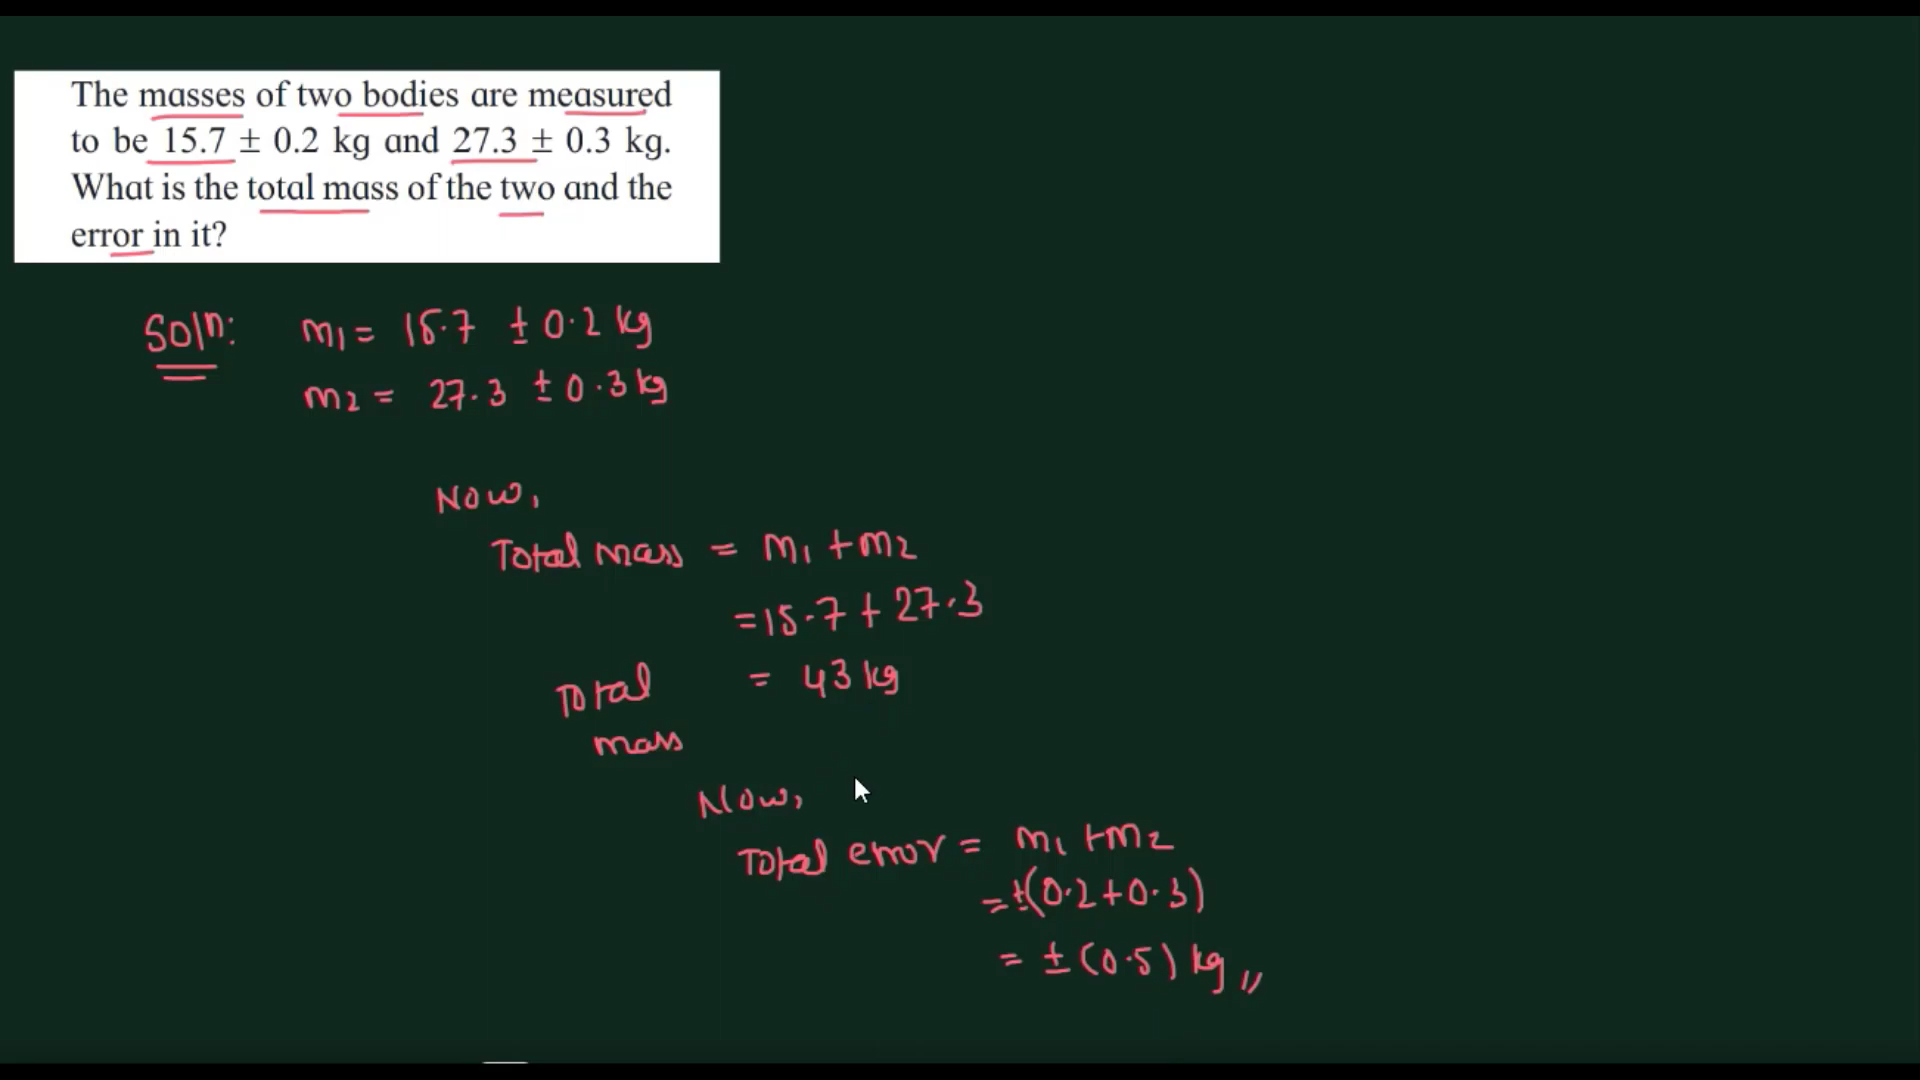 The masses of two bodies are measured
to be 15.7 ± 0.2 kg and 27.3 ± 0.3 kg.
What is the total mass of the two and the
error in it?
Soln: m1 = 15.7 ± 0.2 kg
m2 = 27.3 ± 0.3 kg
Now,
Total mass = m1 + m2
= 15.7 + 27.3
Total = 43 kg
mass
Now,
Total error = m1 + m2
= ±(0.2+0.3)
= ± (0.5) kg,,